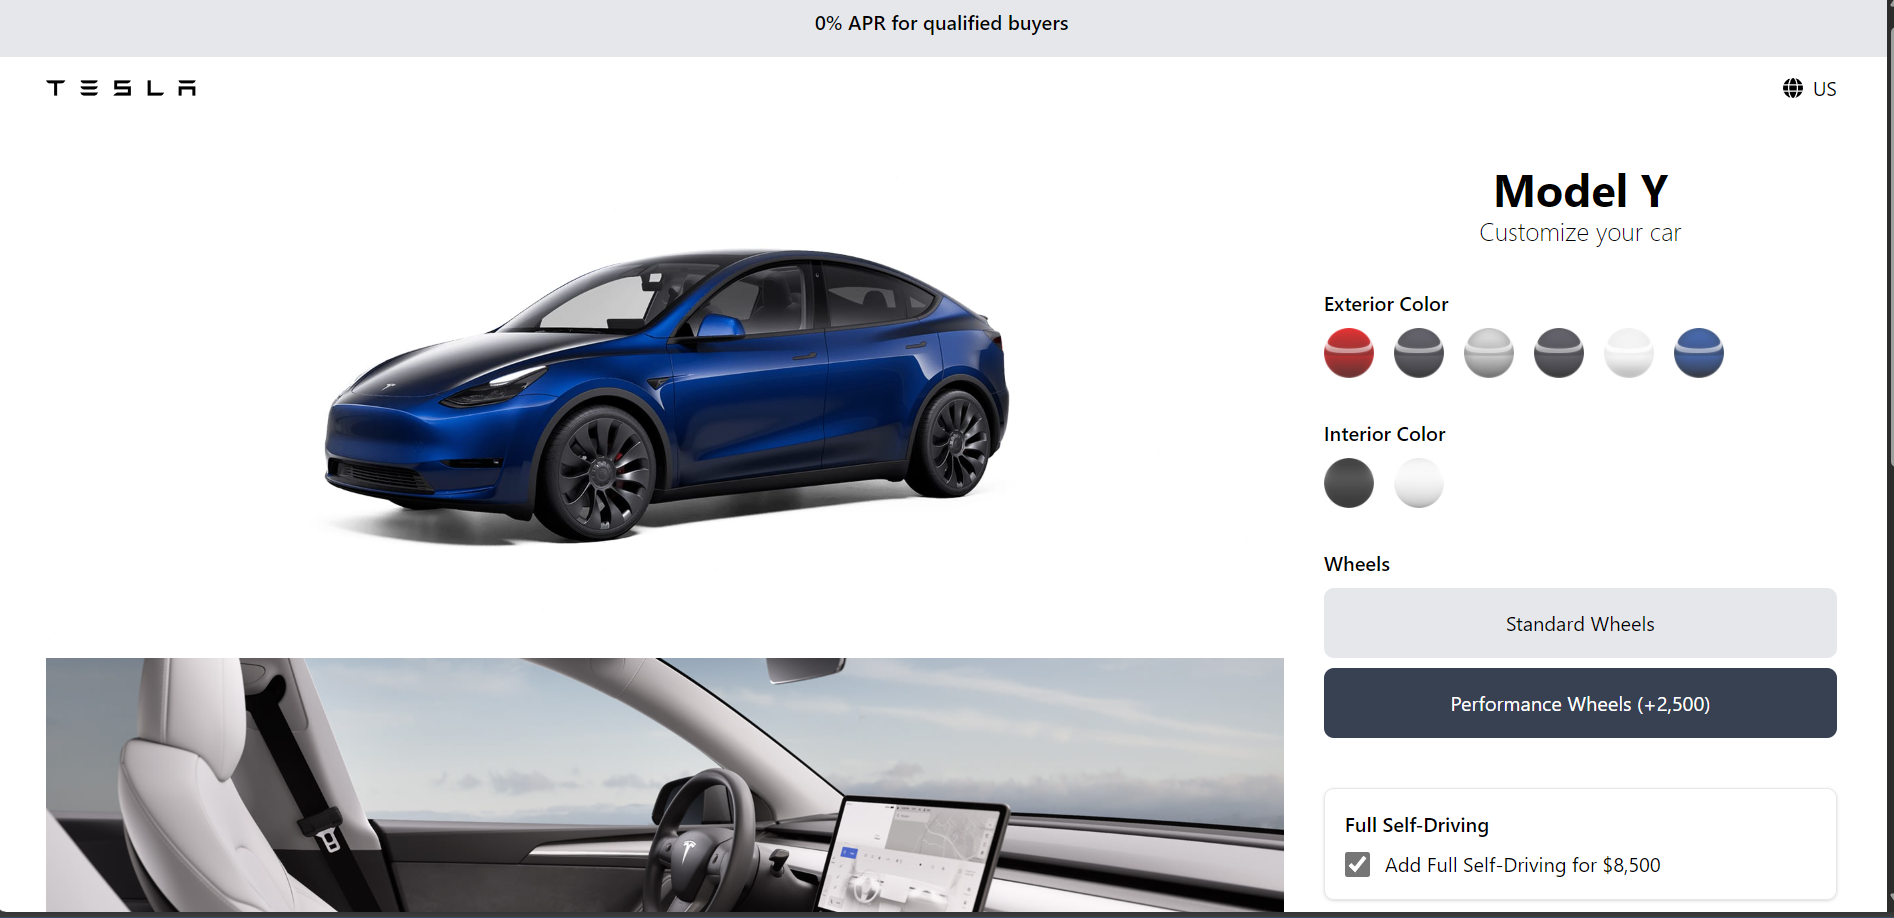 0% APR for qualified buyers
TESLA
US
Model Y
Customize your car
Exterior Color
Interior Color
Wheels
Standard Wheels
Performance Wheels (+2,500)
Full Self-Driving
Add Full Self-Driving for $8,500